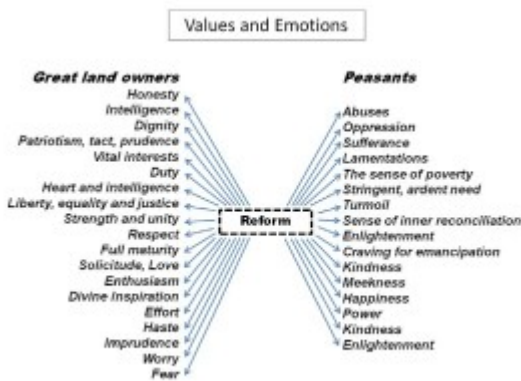 Values and Emotions
Great land owners
Honesty
Intelligence
Dignity
Patriotism, tact, prudence
Vital interests
Duty
Heart and intelligence
Liberty, equality and justice
Strength and unity
Respect
Full maturity
Solicitude, Love
Enthusiasm
Divine Inspiration
Effort
Haste
Imprudence
Worry
Fear
Reform
Peasants
Abuses
Oppression
Sufferance
Lamentations
The sense of poverty
Stringent, ardent need
Turmoil
Sense of inner reconciliation
Enlightenment
Craving for emancipation
Kindness
Meekness
Happiness
Power
Kindness
Enlightenment